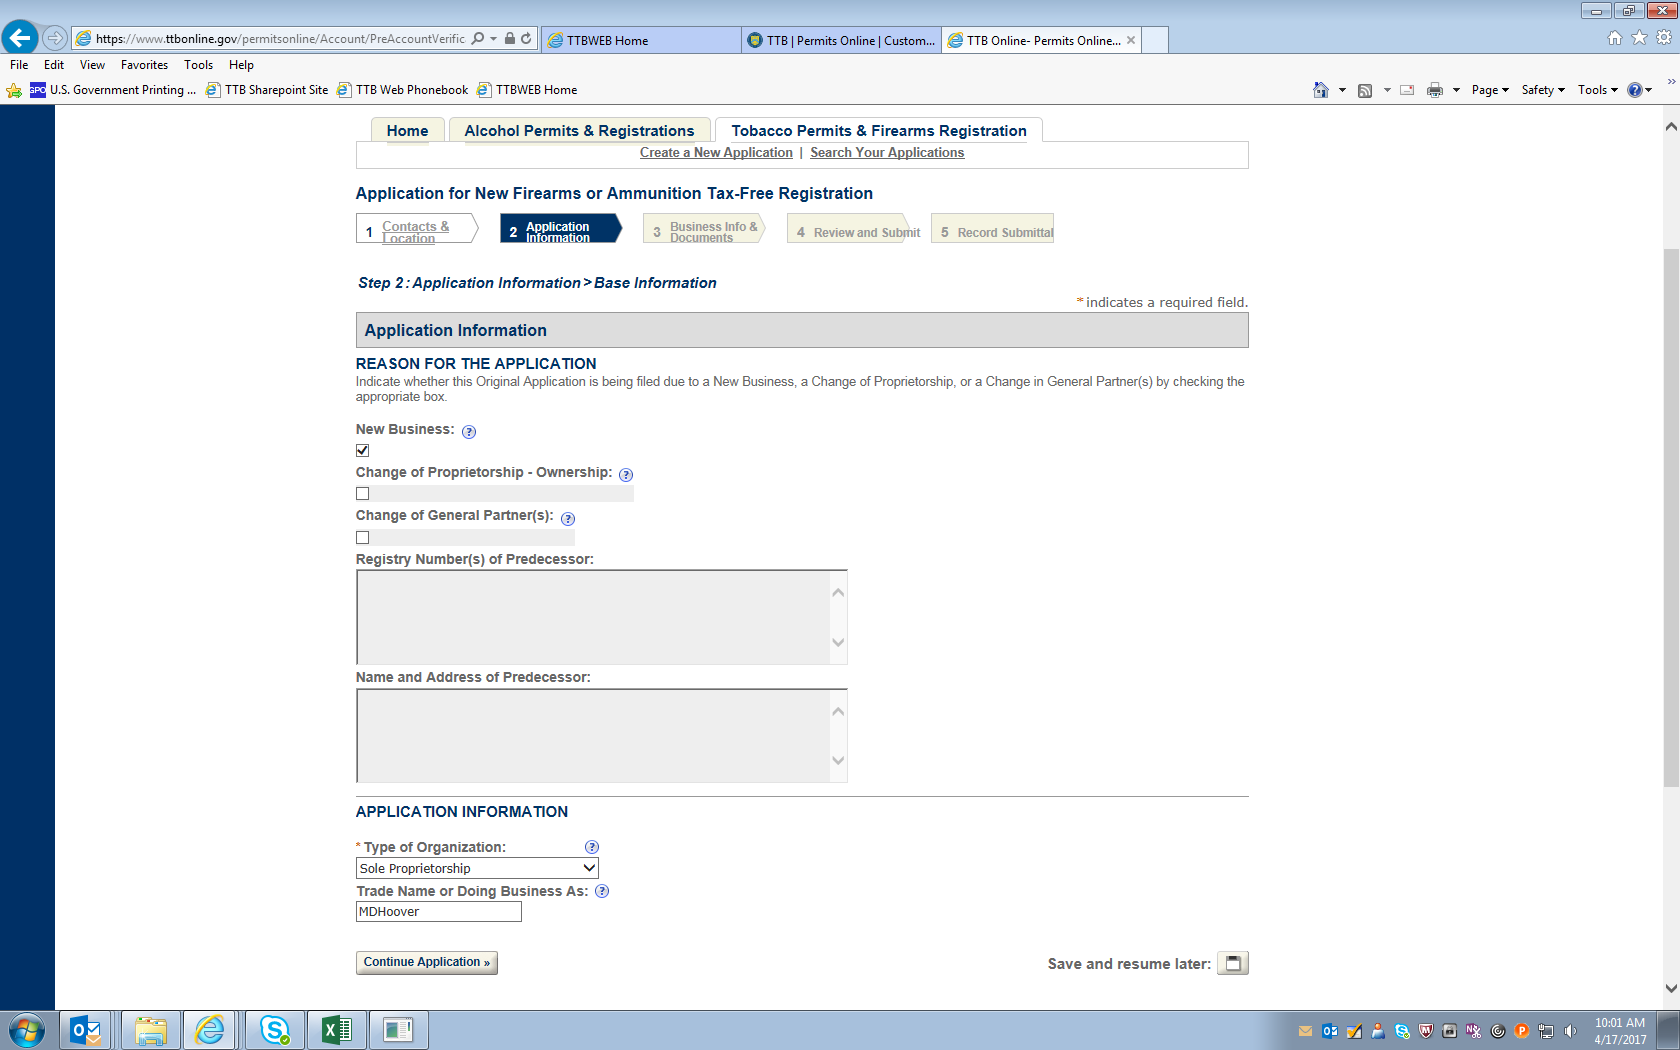 https://www.ttbonline.gov/permitsonline/Account/PreAccountVerific
TTBWEB Home
TTB | Permits Online | Custom...
TTB Online- Permits Online...
File Edit View Favorites Tools Help
GPO U.S. Government Printing ... TTB Sharepoint Site TTB Web Phonebook TTBWEB Home
Page Safety Tools
Home Alcohol Permits & Registrations Tobacco Permits & Firearms Registration
Create a New Application | Search Your Applications
Application for New Firearms or Ammunition Tax-Free Registration
1 Contacts & Location
2 Application Information
3 Business Info & Documents
4 Review and Submit
5 Record Submittal
Step 2: Application Information > Base Information
* indicates a required field.
Application Information
REASON FOR THE APPLICATION
Indicate whether this Original Application is being filed due to a New Business, a Change of Proprietorship, or a Change in General Partner(s) by checking the
appropriate box.
New Business: ?
Change of Proprietorship - Ownership: ?
Change of General Partner(s): ?
Registry Number(s) of Predecessor:
Name and Address of Predecessor:
APPLICATION INFORMATION
* Type of Organization: ?
Sole Proprietorship
Trade Name or Doing Business As: ?
MDHoover
Continue Application »
Save and resume later:
10:01 AM
4/17/2017